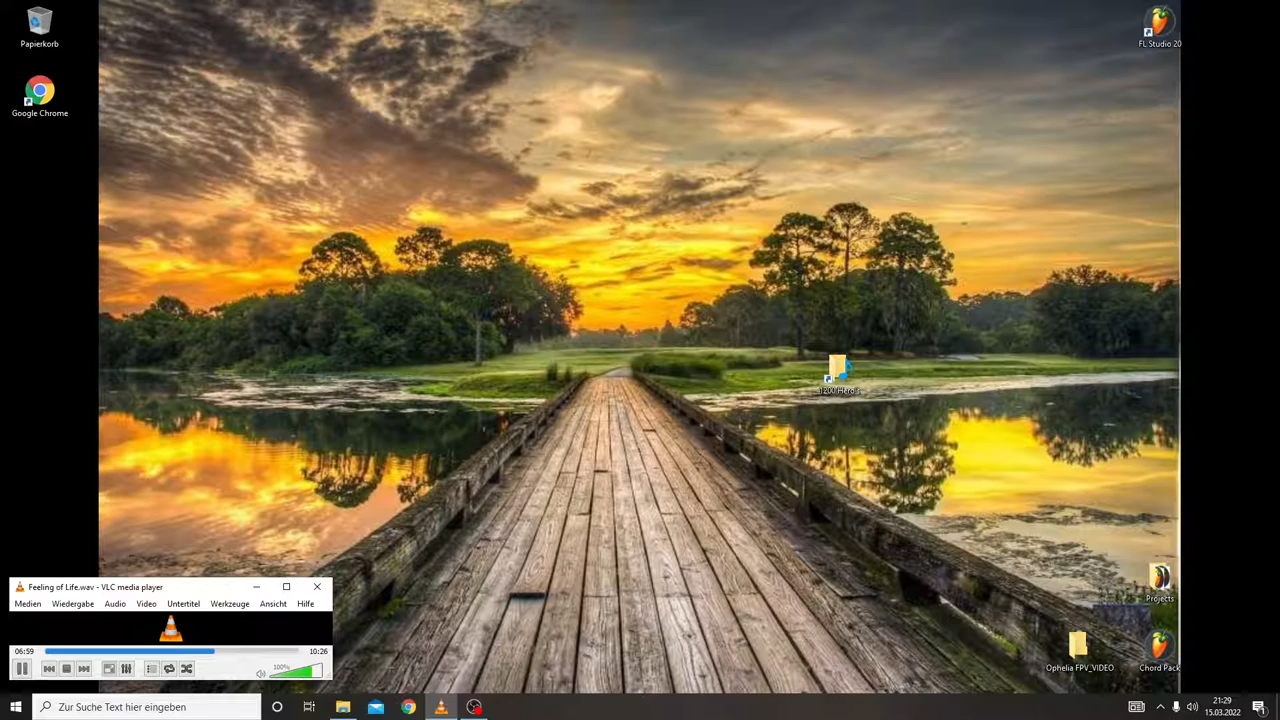 Papierkorb
Google Chrome
FL Studio 20
Feeling of Life.wav - VLC media player
Medien Wiedergabe Audio Video Untertitel Werkzeuge Ansicht Hilfe
06:59 10:26
100%
Projects
Ophelia FPV_VIDEO
Chord Pack
Zur Suche Text hier eingeben
21:29
15.03.2022
1